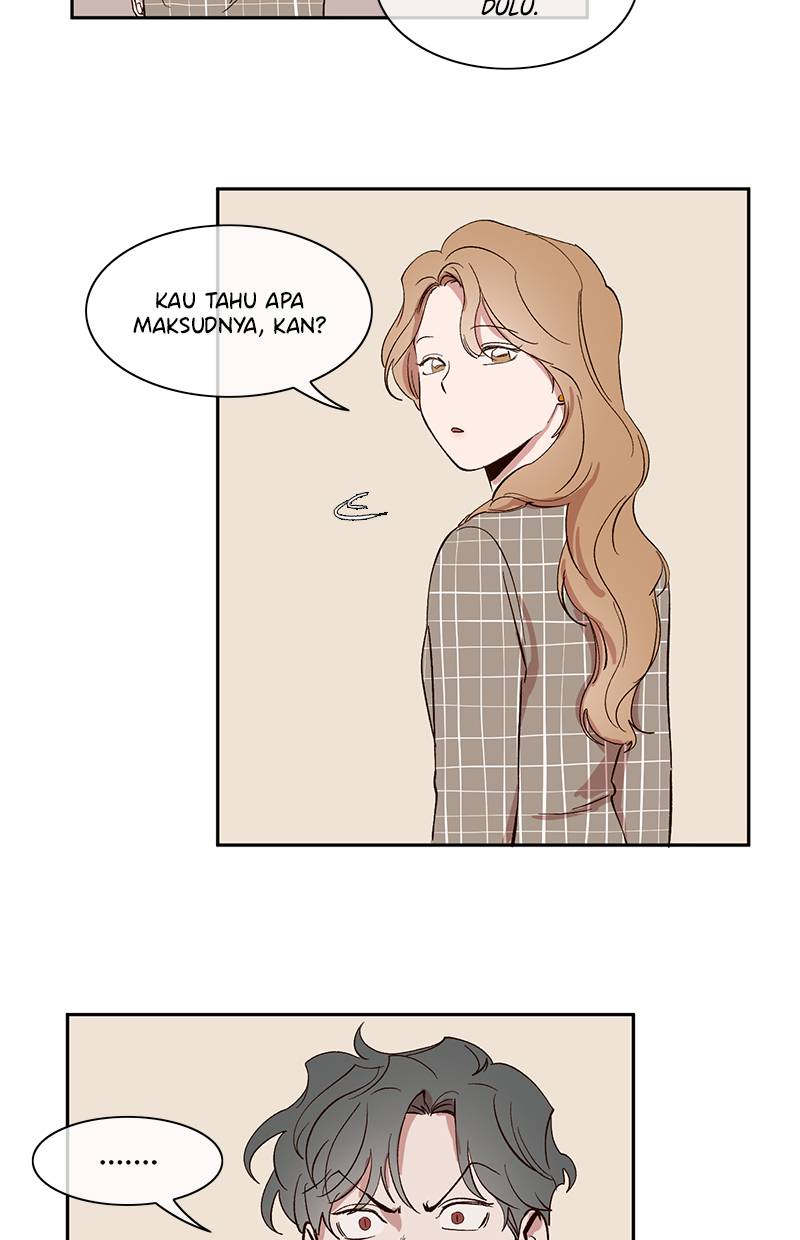 DULU.
KAU TAHU APA
MAKSUDNYA, KAN?
.......